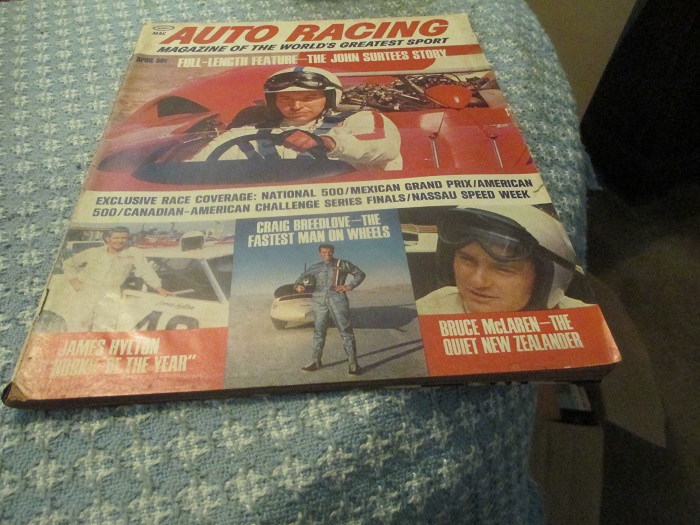 MAC
AUTO RACING
MAGAZINE OF THE WORLD'S GREATEST SPORT
APRIL 50¢
FULL-LENGTH FEATURE—THE JOHN SURTEES STORY
EXCLUSIVE RACE COVERAGE: NATIONAL 500/MEXICAN GRAND PRIX/AMERICAN
500/CANADIAN-AMERICAN CHALLENGE SERIES FINALS/NASSAU SPEED WEEK
CRAIG BREEDLOVE—THE
FASTEST MAN ON WHEELS
JAMES HYLTON
"ROOKIE OF THE YEAR"
BRUCE McLAREN—THE
QUIET NEW ZEALANDER